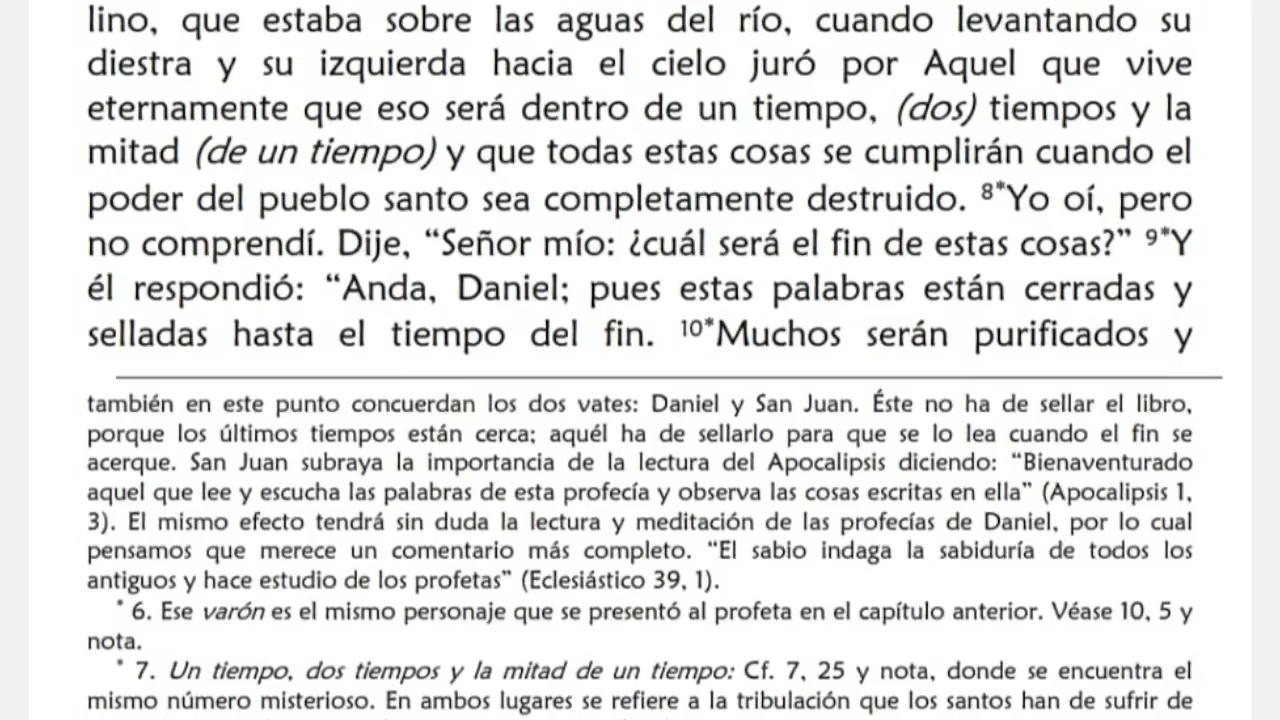 lino, que estaba sobre las aguas del río, cuando levantando su
diestra y su izquierda hacia el cielo juró por Aquel que vive
eternamente que eso será dentro de un tiempo, (dos) tiempos y la
mitad (de un tiempo) y que todas estas cosas se cumplirán cuando el
poder del pueblo santo sea completamente destruido. 8*Yo oí, pero
no comprendí. Dije, “Señor mío: ¿cuál será el fin de estas cosas?” 9*Y
él respondió: “Anda, Daniel; pues estas palabras están cerradas y
selladas hasta el tiempo del fin. 10*Muchos serán purificados y
también en este punto concuerdan los dos vates: Daniel y San Juan. Éste no ha de sellar el libro,
porque los últimos tiempos están cerca; aquél ha de sellarlo para que se lo lea cuando el fin se
acerque. San Juan subraya la importancia de la lectura del Apocalipsis diciendo: “Bienaventurado
aquel que lee y escucha las palabras de esta profecía y observa las cosas escritas en ella” (Apocalipsis 1,
3). El mismo efecto tendrá sin duda la lectura y meditación de las profecías de Daniel, por lo cual
pensamos que merece un comentario más completo. “El sabio indaga la sabiduría de todos los
antiguos y hace estudio de los profetas” (Eclesiástico 39, 1).
* 6. Ese varón es el mismo personaje que se presentó al profeta en el capítulo anterior. Véase 10, 5 y
nota.
* 7. Un tiempo, dos tiempos y la mitad de un tiempo: Cf. 7, 25 y nota, donde se encuentra el
mismo número misterioso. En ambos lugares se refiere a la tribulación que los santos han de sufrir de